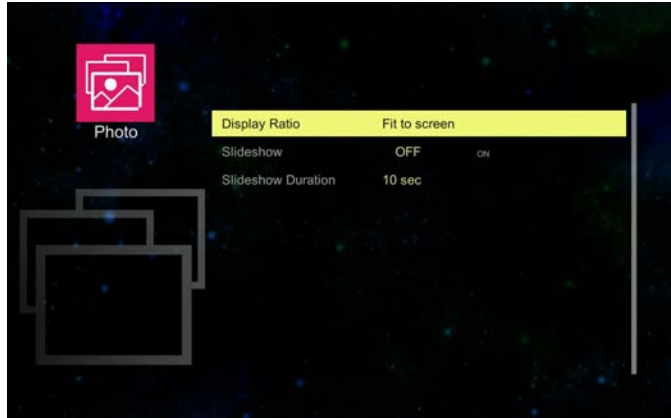 Photo
Display Ratio Fit to screen
Slideshow OFF ON
Slideshow Duration 10 sec